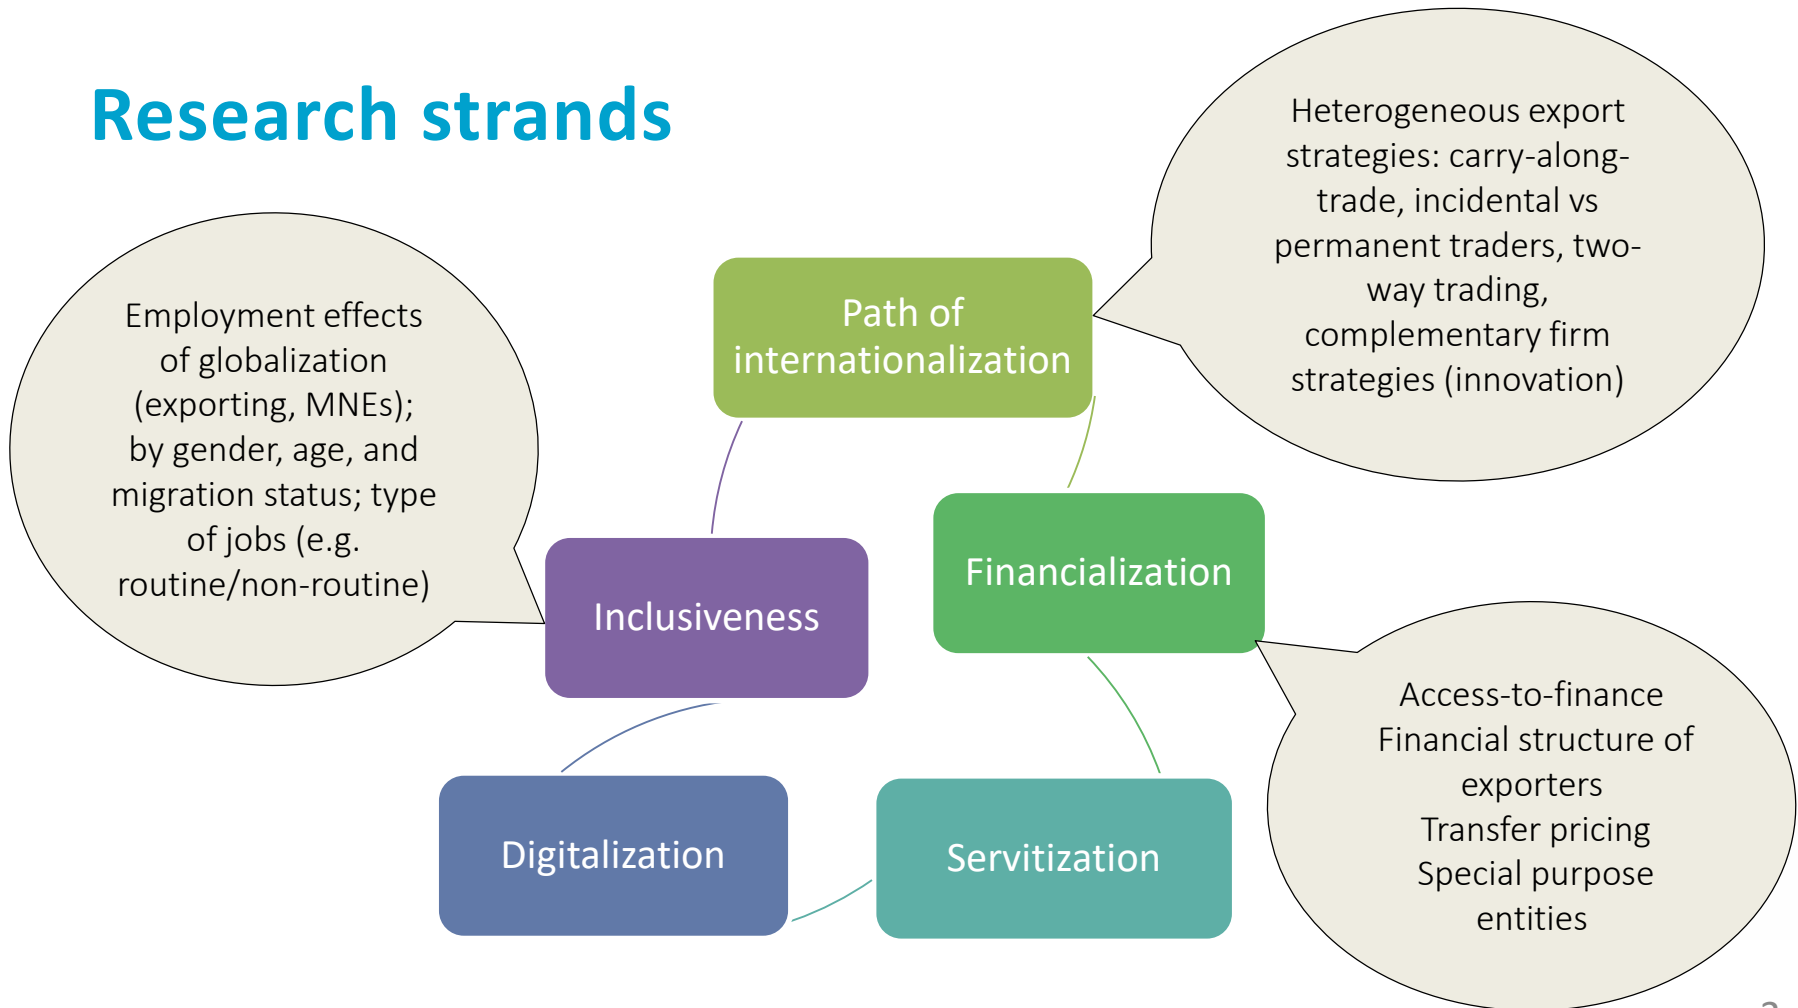 Research strands
Heterogeneous export
strategies: carry-along-
trade, incidental vs
permanent traders, two-
way trading,
complementary firm
strategies (innovation)
Path of
internationalization
Employment effects
of globalization
(exporting, MNEs);
by gender, age, and
migration status; type
of jobs (e.g.
routine/non-routine)
Financialization
Inclusiveness
Access-to-finance
Financial structure of
exporters
Transfer pricing
Special purpose
entities
Digitalization
Servitization